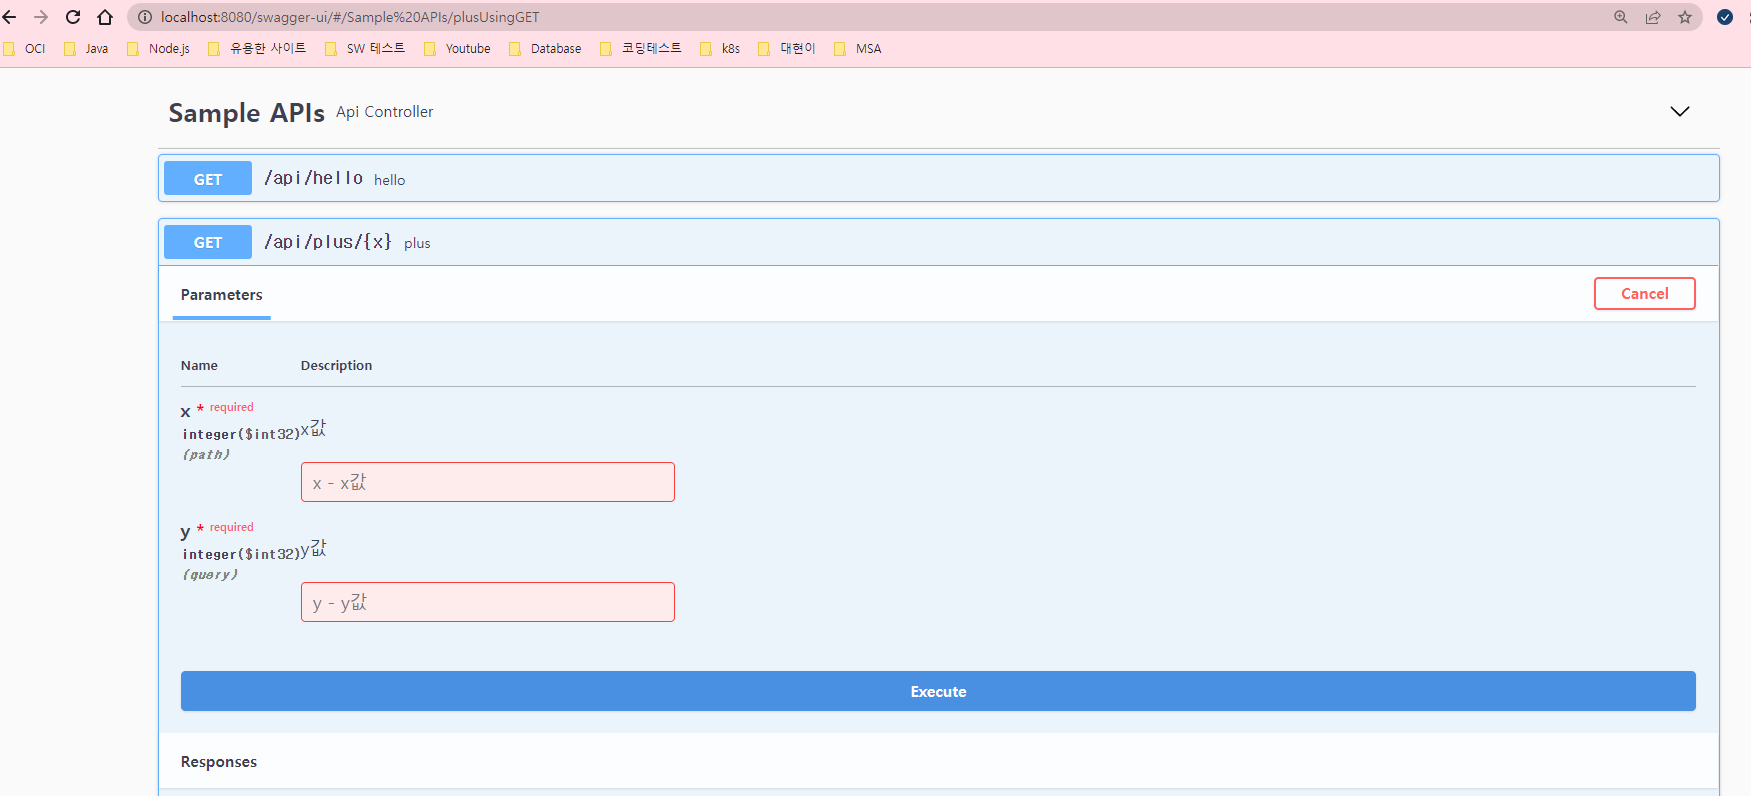 localhost:8080/swagger-ui/#/Sample%20APIs/plusUsingGET
OCI Java Node.js 유용한 사이트 SW 테스트 Youtube Database 코딩테스트 k8s 대현이 MSA
Sample APIs Api Controller
GET /api/hello hello
GET /api/plus/{x} plus
Parameters Cancel
Name Description
x * required
integer($int32) x값
(path)
x - x값
y * required
integer($int32) y값
(query)
y - y값
Execute
Responses